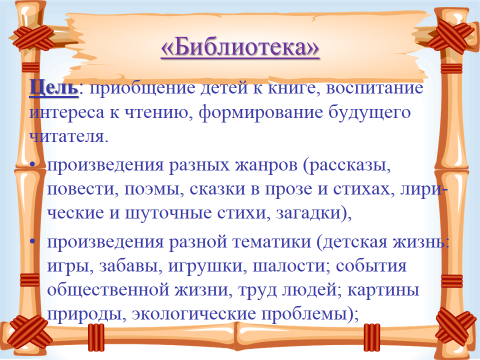 «Библиотека»
Цель: приобщение детей к книге, воспитание
интереса к чтению, формирование будущего
читателя.
• произведения разных жанров (рассказы,
повести, поэмы, сказки в прозе и стихах, лири-
ческие и шуточные стихи, загадки),
• произведения разной тематики (детская жизнь:
игры, забавы, игрушки, шалости; события
общественной жизни, труд людей; картины
природы, экологические проблемы);